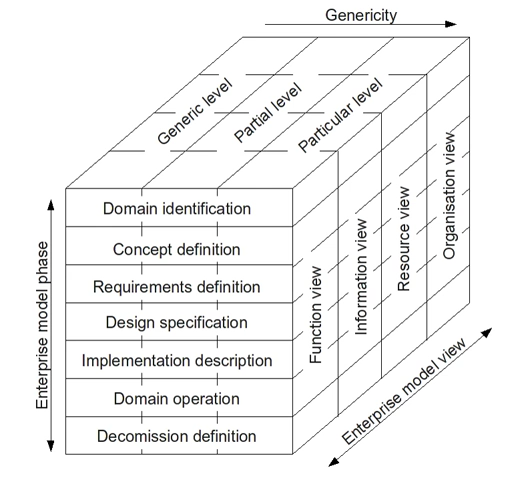 Genericity
Generic level
Partial level
Particular level
Domain identification
Concept definition
Requirements definition
Design specification
Implementation description
Domain operation
Decomission definition
Enterprise model phase
Function view
Information view
Resource view
Organisation view
Enterprise model view